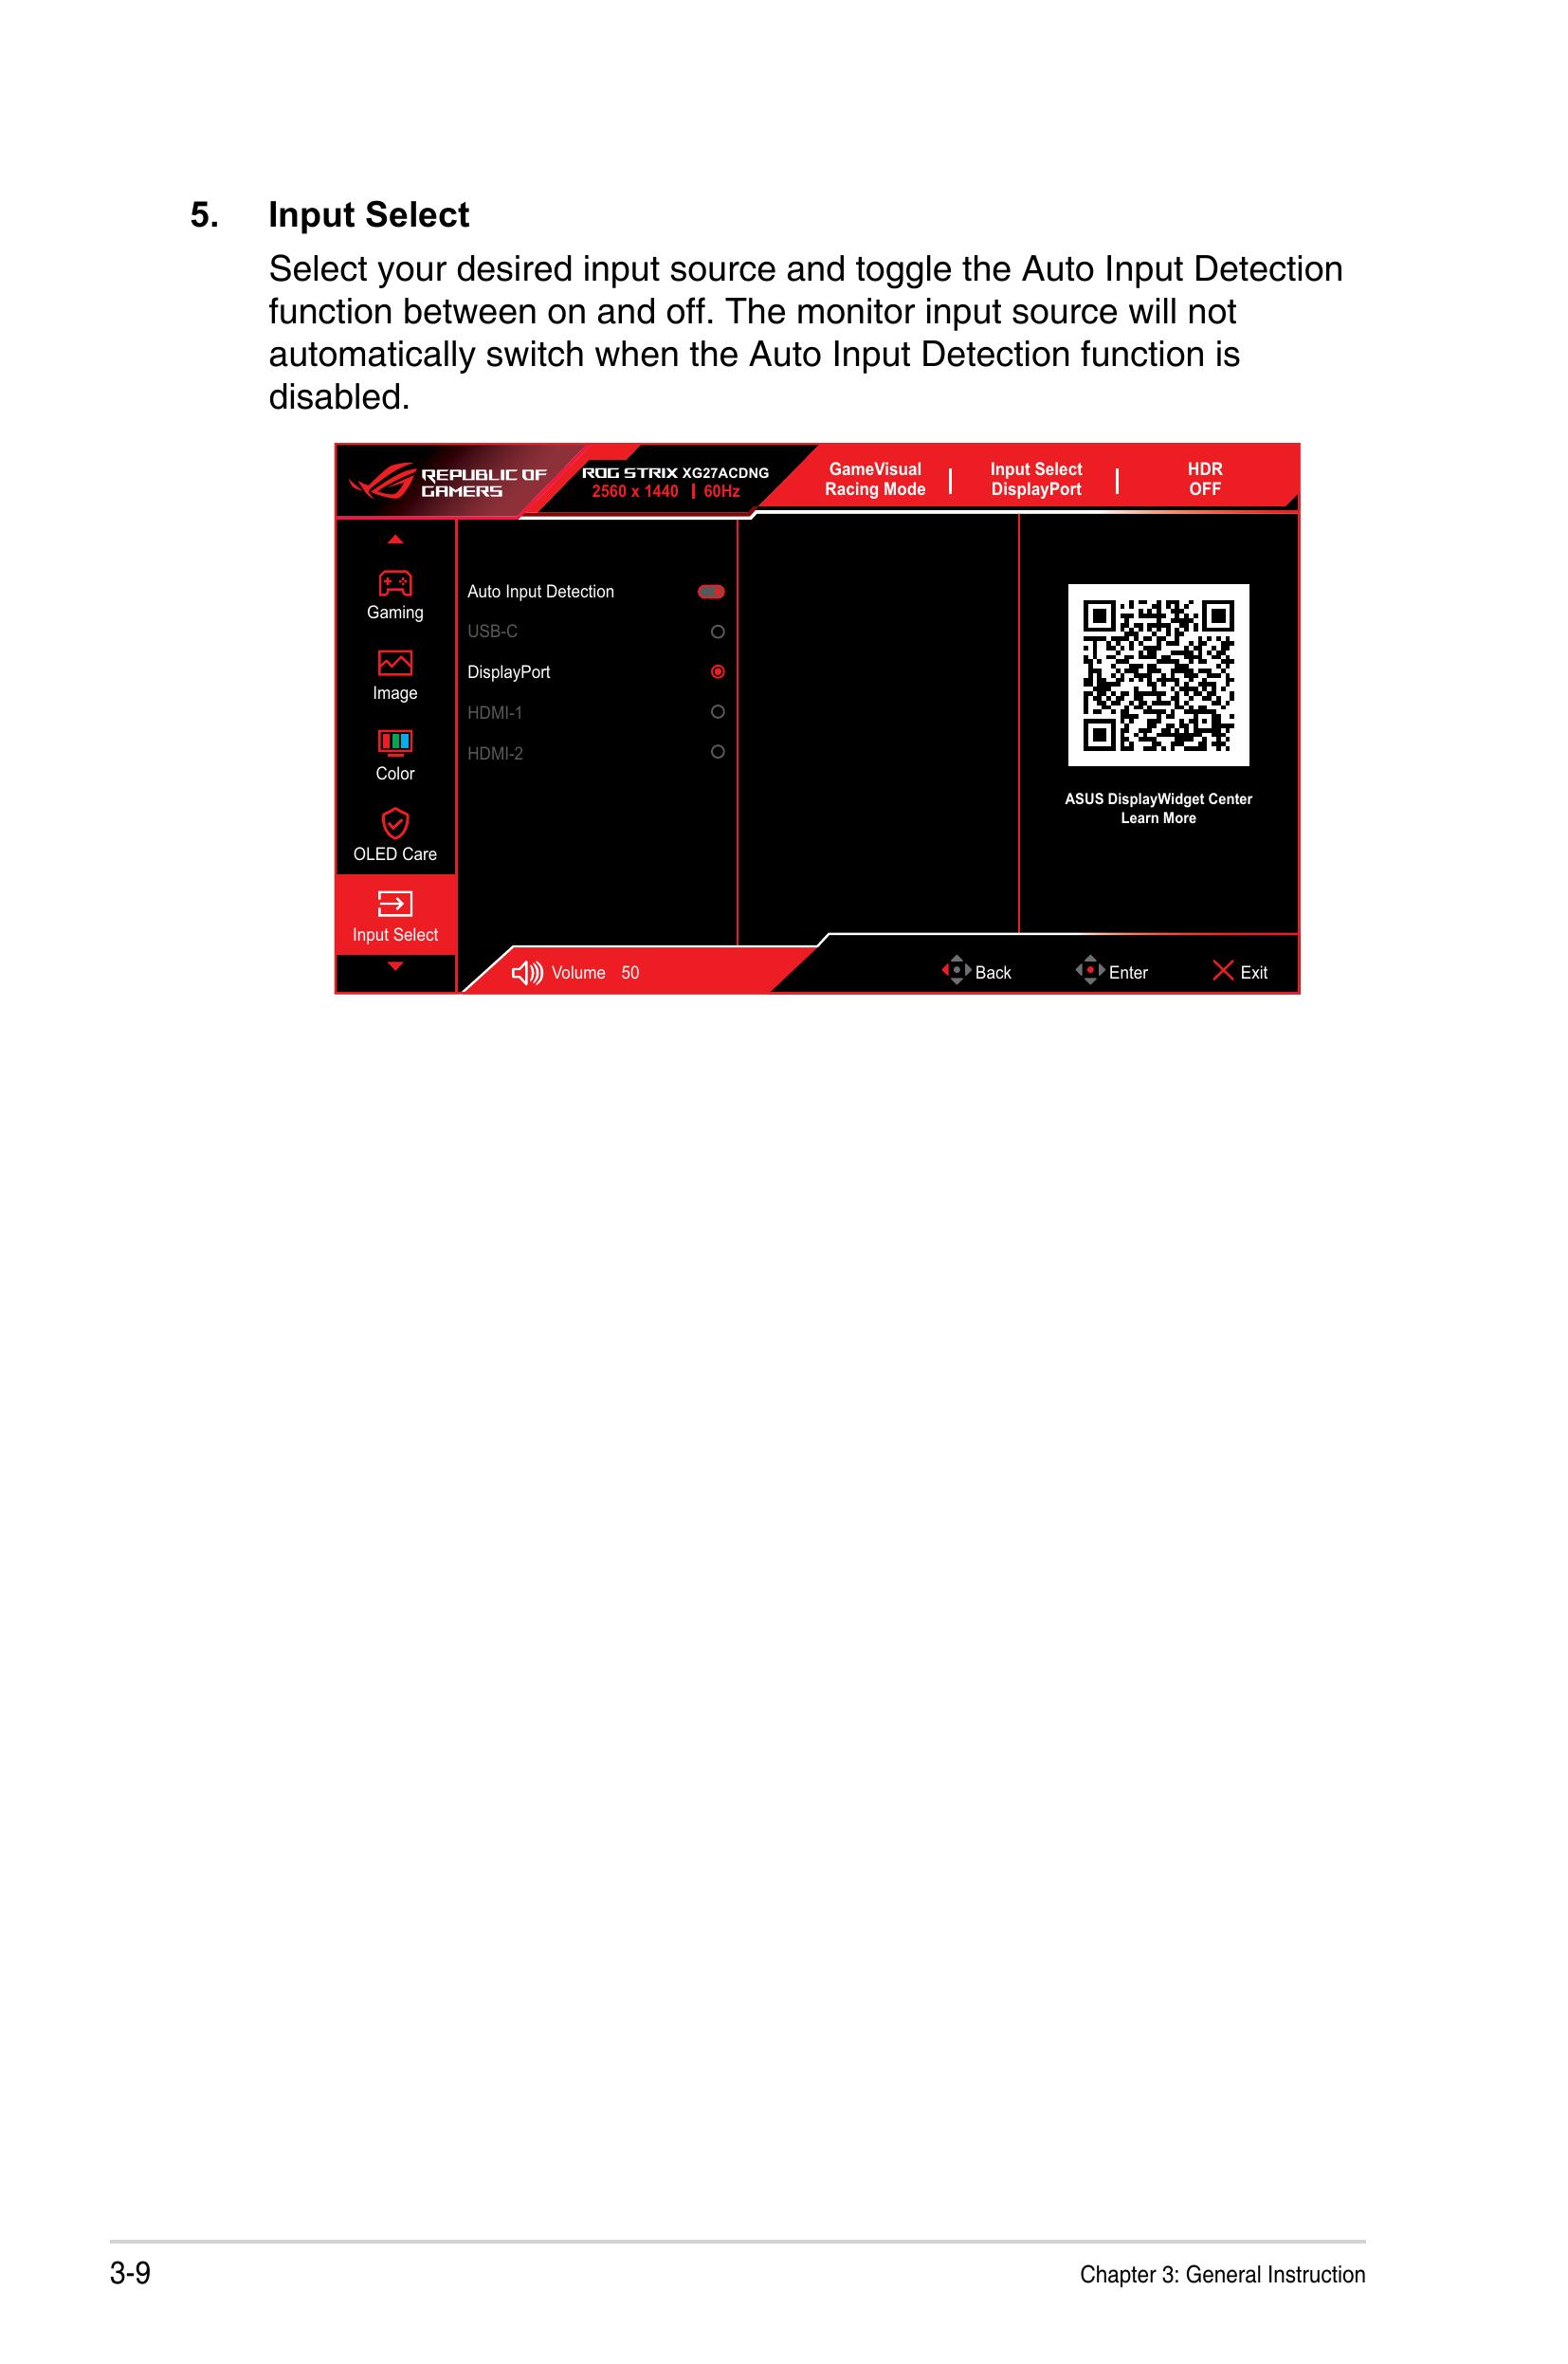 5. Input Select
Select your desired input source and toggle the Auto Input Detection
function between on and off. The monitor input source will not
automatically switch when the Auto Input Detection function is
disabled.
REPUBLIC OF
GAMERS
ROG STRIX XG27ACDNG
2560 x 1440 | 60Hz
GameVisual
Racing Mode
Input Select
DisplayPort
HDR
OFF
Gaming
Image
Color
OLED Care
Input Select
Auto Input Detection
USB-C
DisplayPort
HDMI-1
HDMI-2
ASUS DisplayWidget Center
Learn More
Volume 50
Back
Enter
Exit
3-9
Chapter 3: General Instruction